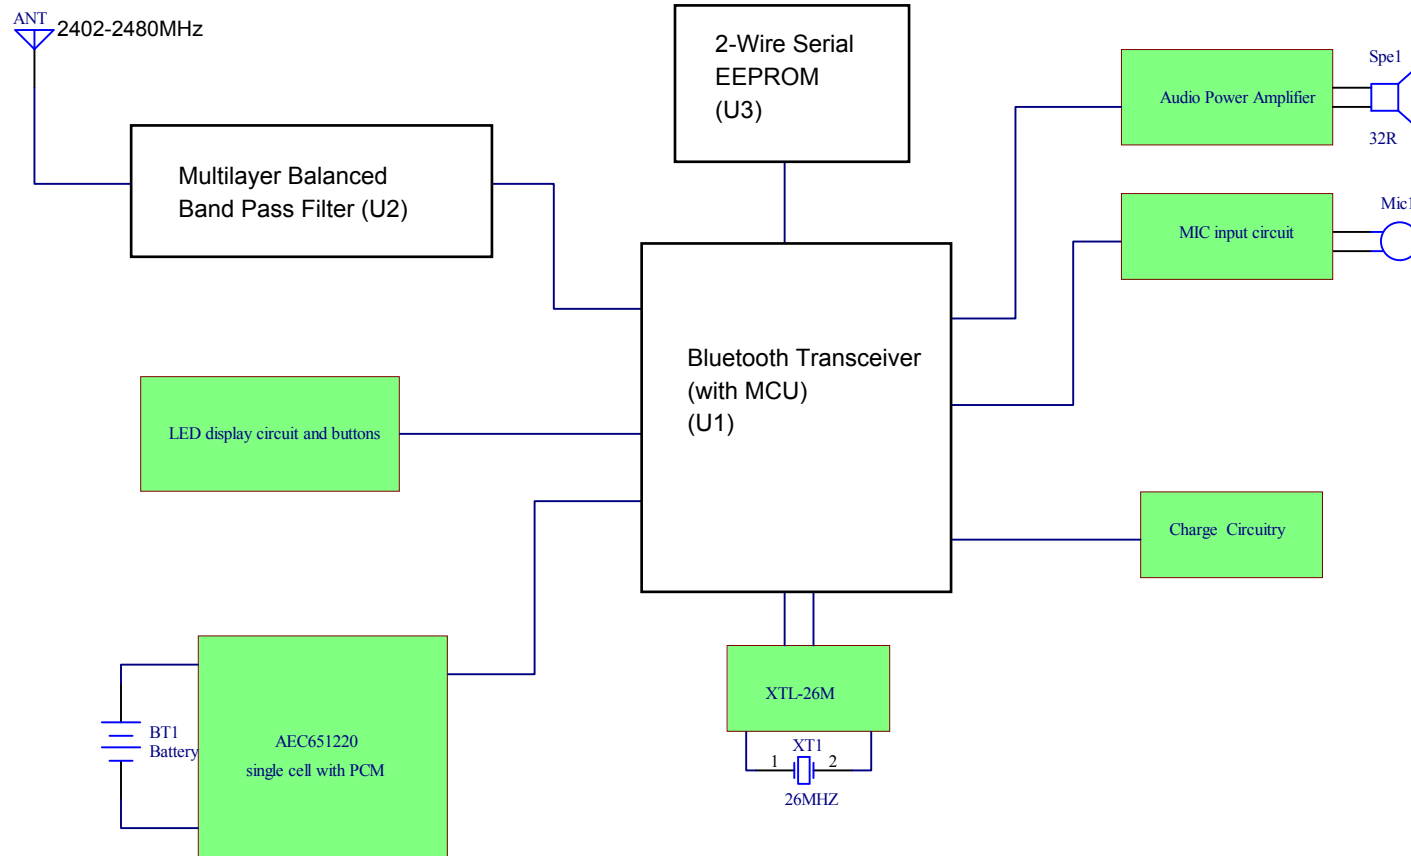 ANT
2402-2480MHz
2-Wire Serial
EEPROM
(U3)
Spe1
Audio Power Amplifier
32R
Multilayer Balanced
Band Pass Filter (U2)
Mic1
MIC input circuit
Bluetooth Transceiver
(with MCU)
(U1)
LED display circuit and buttons
Charge Circuitry
XTL-26M
BT1
Battery
AEC651220
single cell with PCM
XT1
1
2
26MHZ